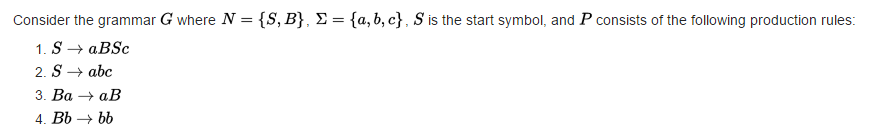 Consider the grammar G where N = {S, B}, Σ = {a, b, c}, S is the start symbol, and P consists of the following production rules:
1. S → aBSc
2. S → abc
3. Ba → aB
4. Bb → bb